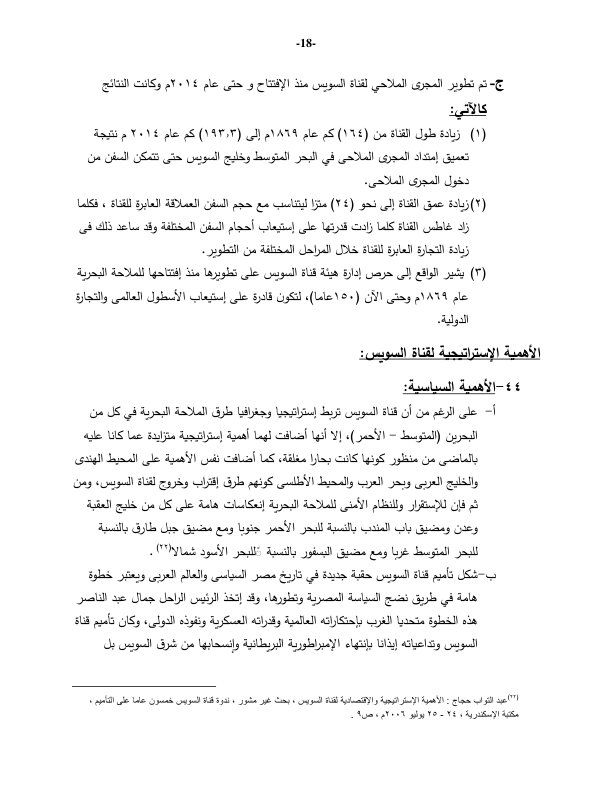 -18-
ج- تم تطوير المجرى الملاحي لقناة السويس منذ الإفتتاح و حتى عام ٢٠١٤م وكانت النتائج
كالآتي:
(١) زيادة طول القناة من (١٦٤) كم عام ١٨٦٩م إلى (١٩٣,٣) كم عام ٢٠١٤ م نتيجة
تعميق إمتداد المجرى الملاحى في البحر المتوسط وخليج السويس حتى تتمكن السفن من
دخول المجرى الملاحى.
(٢) زيادة عمق القناة إلى نحو (٢٤) مترا ليتناسب مع حجم السفن العملاقة العابرة للقناة ، فكلما
زاد غاطس القناة كلما زادت قدرتها على إستيعاب أحجام السفن المختلفة وقد ساعد ذلك فى
زيادة التجارة العابرة للقناة خلال المراحل المختلفة من التطوير.
(٣) يشير الواقع إلى حرص إدارة هيئة قناة السويس على تطويرها منذ إفتتاحها للملاحة البحرية
عام ١٨٦٩م وحتى الآن (١٥٠عاما)، لتكون قادرة على إستيعاب الأسطول العالمى والتجارة
الدولية.
الأهمية الإستراتيجية لقناة السويس:
٤٤-الأهمية السياسية:
أ- على الرغم من أن قناة السويس تربط إستراتيجيا وجغرافيا طرق الملاحة البحرية في كل من
البحرين (المتوسط – الأحمر)، إلا أنها أضافت لهما أهمية إستراتيجية متزايدة عما كانا عليه
بالماضى من منظور كونها كانت بحارا مغلقة، كما أضافت نفس الأهمية على المحيط الهندى
والخليج العربى وبحر العرب والمحيط الأطلسى كونهم طرق إقتراب وخروج لقناة السويس، ومن
ثم فإن للإستقرار وللنظام الأمنى للملاحة البحرية إنعكاسات هامة على كل من خليج العقبة
وعدن ومضيق باب المندب بالنسبة للبحر الأحمر جنوبا ومع مضيق جبل طارق بالنسبة
للبحر المتوسط غربا ومع مضيق البسفور بالنسبة للبحر الأسود شمالا(٢٢) .
ب-شكل تأميم قناة السويس حقبة جديدة في تاريخ مصر السياسى والعالم العربى ويعتبر خطوة
هامة في طريق نضج السياسة المصرية وتطورها، وقد إتخذ الرئيس الراحل جمال عبد الناصر
هذه الخطوة متحديا الغرب بإحتكاراته العالمية وقدراته العسكرية ونفوذه الدولى، وكان تأميم قناة
السويس وتداعياته إيذانا بإنتهاء الإمبراطورية البريطانية وإنسحابها من شرق السويس بل
(٢٢)عبد التواب حجاج : الأهمية الإستراتيجية والإقتصادية لقناة السويس ، بحث غير مشور ، ندوة قناة السويس خمسون عاما على التأميم ،
مكتبة الإسكندرية ، ٢٤ - ٢٥ يوليو ٢٠٠٦م ، ص٩ .